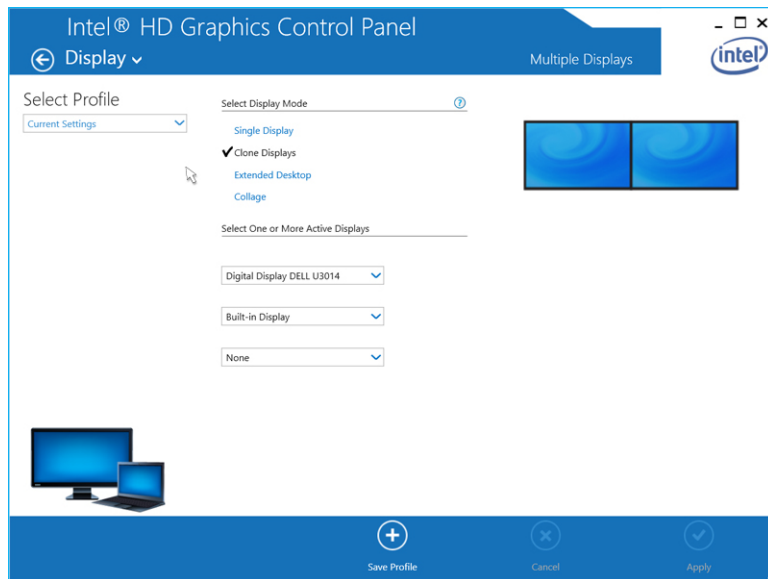 Intel® HD Graphics Control Panel
Display
Multiple Displays
intel
Select Profile
Current Settings
Select Display Mode
?
Single Display
Clone Displays
Extended Desktop
Collage
Select One or More Active Displays
Digital Display DELL U3014
Built-in Display
None
Save Profile
Cancel
Apply